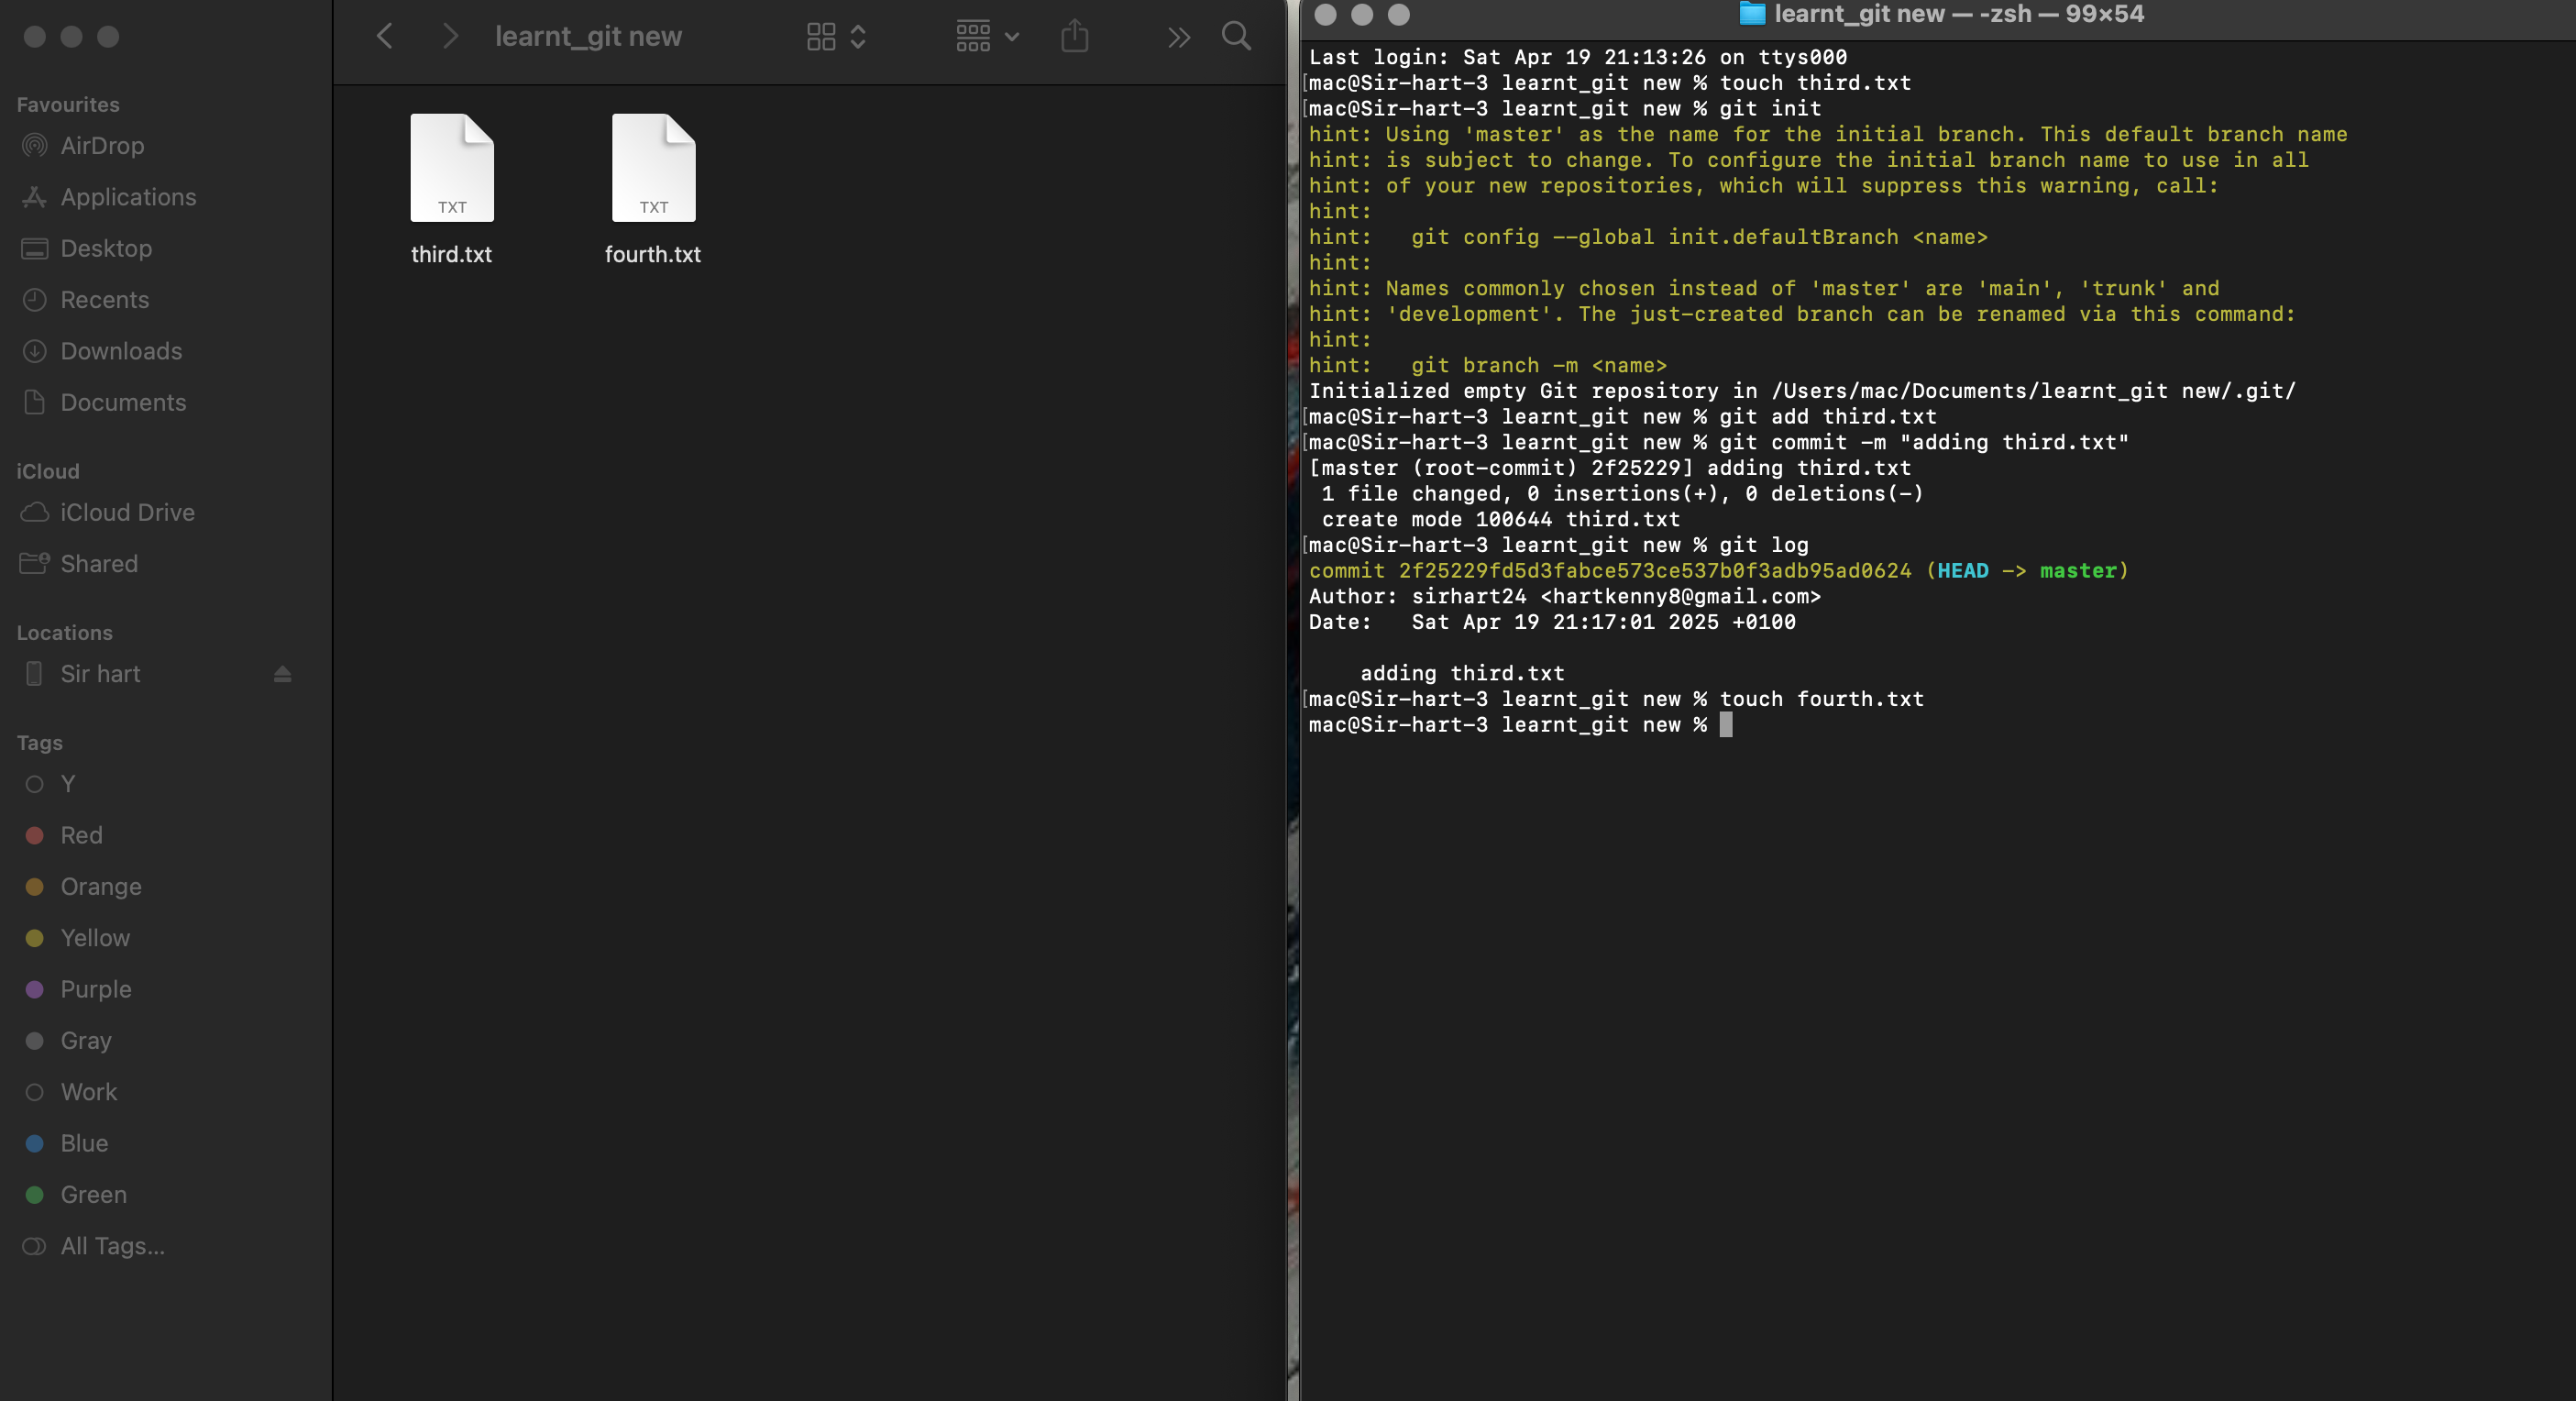 learnt_git new
Favourites
AirDrop
Applications
Desktop
Recents
Downloads
Documents
iCloud
iCloud Drive
Shared
Locations
Sir hart
Tags
Y
Red
Orange
Yellow
Purple
Gray
Work
Blue
Green
All Tags...
TXT
third.txt
TXT
fourth.txt
learnt_git new — -zsh — 99×54
Last login: Sat Apr 19 21:13:26 on ttys000
[mac@Sir-hart-3 learnt_git new % touch third.txt
[mac@Sir-hart-3 learnt_git new % git init
hint: Using 'master' as the name for the initial branch. This default branch name
hint: is subject to change. To configure the initial branch name to use in all
hint: of your new repositories, which will suppress this warning, call:
hint:
hint:   git config --global init.defaultBranch <name>
hint:
hint: Names commonly chosen instead of 'master' are 'main', 'trunk' and
hint: 'development'. The just-created branch can be renamed via this command:
hint:
hint:   git branch -m <name>
Initialized empty Git repository in /Users/mac/Documents/learnt_git new/.git/
[mac@Sir-hart-3 learnt_git new % git add third.txt
[mac@Sir-hart-3 learnt_git new % git commit -m "adding third.txt"
[master (root-commit) 2f25229] adding third.txt
 1 file changed, 0 insertions(+), 0 deletions(-)
 create mode 100644 third.txt
[mac@Sir-hart-3 learnt_git new % git log
commit 2f25229fd5d3fabce573ce537b0f3adb95ad0624 (HEAD -> master)
Author: sirhart24 <hartkenny8@gmail.com>
Date:   Sat Apr 19 21:17:01 2025 +0100
    adding third.txt
[mac@Sir-hart-3 learnt_git new % touch fourth.txt
mac@Sir-hart-3 learnt_git new %